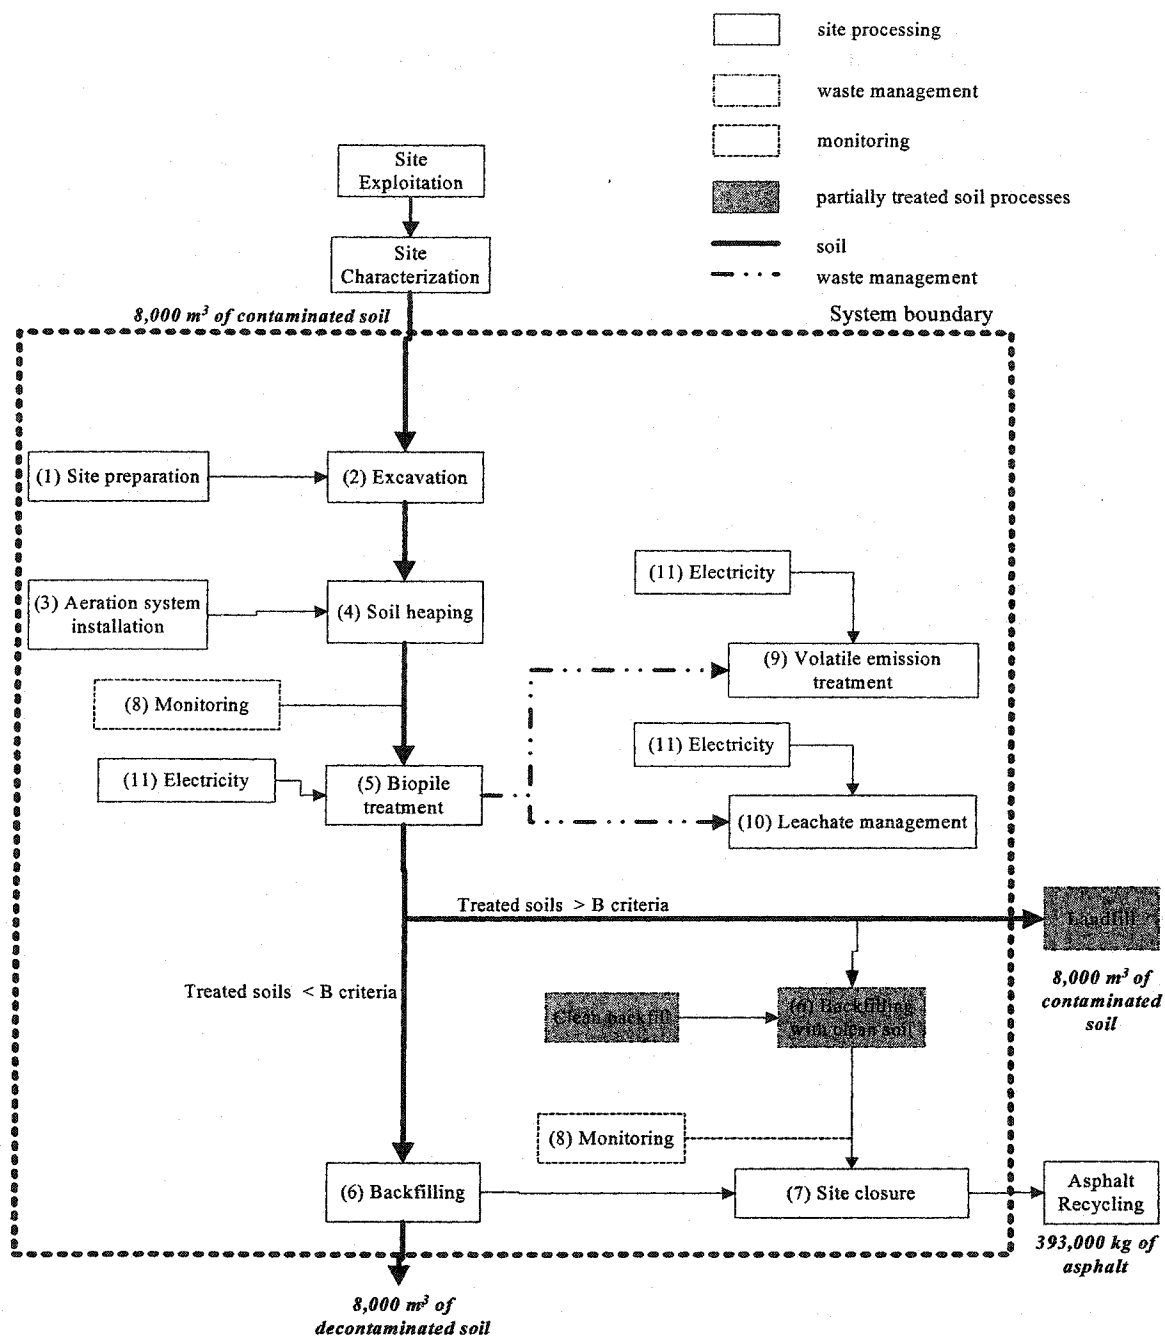 site processing
waste management
monitoring
partially treated soil processes
soil
waste management
Site
Exploitation
Site
Characterization
8,000 m³ of contaminated soil
System boundary
(1) Site preparation
(2) Excavation
(11) Electricity
(3) Aeration system
installation
(4) Soil heaping
(9) Volatile emission
treatment
(8) Monitoring
(11) Electricity
(11) Electricity
(5) Biopile
treatment
(10) Leachate management
Treated soils > B criteria
Landfill
8,000 m³ of
contaminated
soil
Treated soils < B criteria
Clean backfill
(6) Backfilling
with clean soil
(8) Monitoring
(6) Backfilling
(7) Site closure
Asphalt
Recycling
393,000 kg of
asphalt
8,000 m³ of
decontaminated soil